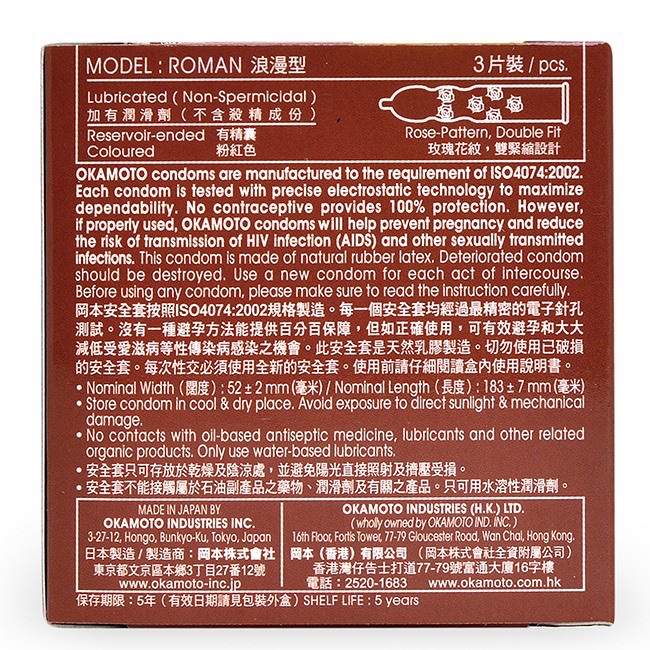 MODEL : ROMAN 浪漫型 3片裝 / pcs.
Lubricated ( Non-Spermicidal )
加有潤滑劑 ( 不含殺精成份 )
Reservoir-ended 有精囊
Coloured 粉紅色
Rose-Pattern, Double Fit
玫瑰花紋，雙緊縮設計
OKAMOTO condoms are manufactured to the requirement of ISO4074:2002.
Each condom is tested with precise electrostatic technology to maximize
dependability. No contraceptive provides 100% protection. However,
if properly used, OKAMOTO condoms will help prevent pregnancy and reduce
the risk of transmission of HIV infection (AIDS) and other sexually transmitted
infections. This condom is made of natural rubber latex. Deteriorated condom
should be destroyed. Use a new condom for each act of intercourse.
Before using any condom, please make sure to read the instruction carefully.
岡本安全套按照ISO4074:2002規格製造。每一個安全套均經過最精密的電子針孔
測試。沒有一種避孕方法能提供百分百保障，但如正確使用，可有效避孕和大大
減低受愛滋病等性傳染病感染之機會。此安全套是天然乳膠製造。切勿使用已破損
的安全套。每次性交必須使用全新的安全套。使用前請仔細閱讀盒內使用說明書。
• Nominal Width (闊度) : 52 ± 2 mm (毫米) / Nominal Length (長度) : 183 ± 7 mm (毫米)
• Store condom in cool & dry place. Avoid exposure to direct sunlight & mechanical
damage.
• No contacts with oil-based antiseptic medicine, lubricants and other related
organic products. Only use water-based lubricants.
• 安全套只可存放於乾燥及陰涼處，並避免陽光直接照射及擠壓受損。
• 安全套不能接觸屬於石油副產品之藥物、潤滑劑及有關之產品。只可用水溶性潤滑劑。
MADE IN JAPAN BY
OKAMOTO INDUSTRIES INC.
3-27-12, Hongo, Bunkyo-Ku, Tokyo, Japan
日本製造 / 製造商 : 岡本株式會社
東京都文京區本鄉3丁目27番12號
www.okamoto-inc.jp
OKAMOTO INDUSTRIES (H.K.) LTD.
( wholly owned by OKAMOTO IND. INC. )
16th Floor, Fortis Tower, 77-79 Gloucester Road, Wan Chai, Hong Kong.
岡本 (香港) 有限公司 (岡本株式會社全資附屬公司)
香港灣仔告士打道77-79號富通大廈16字樓
電話 : 2520-1683 www.okamoto.com.hk
保存期限 : 5年 (有效日期請見包裝外盒) SHELF LIFE : 5 years